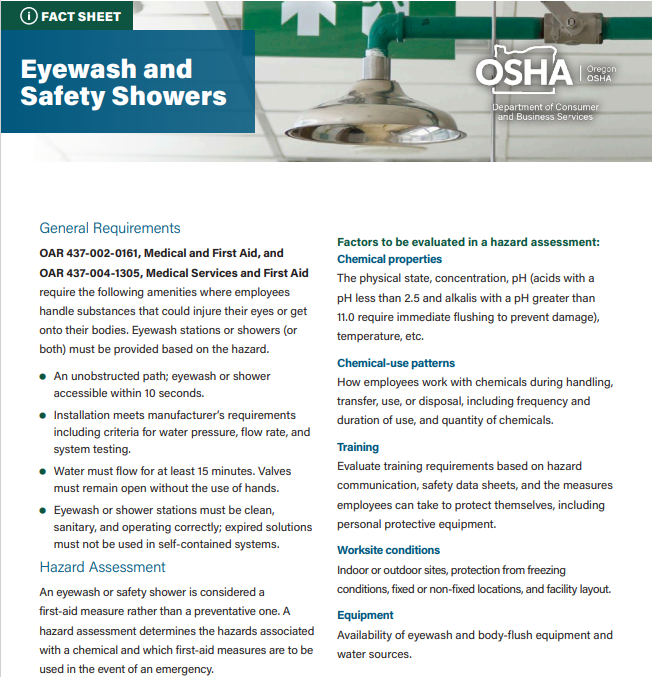 FACT SHEET
Eyewash and
Safety Showers
OSHA
Oregon
OSHA
Department of Consumer
and Business Services
General Requirements
OAR 437-002-0161, Medical and First Aid, and
OAR 437-004-1305, Medical Services and First Aid
require the following amenities where employees
handle substances that could injure their eyes or get
onto their bodies. Eyewash stations or showers (or
both) must be provided based on the hazard.
• An unobstructed path; eyewash or shower
accessible within 10 seconds.
• Installation meets manufacturer's requirements
including criteria for water pressure, flow rate, and
system testing.
• Water must flow for at least 15 minutes. Valves
must remain open without the use of hands.
• Eyewash or shower stations must be clean,
sanitary, and operating correctly; expired solutions
must not be used in self-contained systems.
Hazard Assessment
An eyewash or safety shower is considered a
first-aid measure rather than a preventative one. A
hazard assessment determines the hazards associated
with a chemical and which first-aid measures are to be
used in the event of an emergency.
Factors to be evaluated in a hazard assessment:
Chemical properties
The physical state, concentration, pH (acids with a
pH less than 2.5 and alkalis with a pH greater than
11.0 require immediate flushing to prevent damage),
temperature, etc.
Chemical-use patterns
How employees work with chemicals during handling,
transfer, use, or disposal, including frequency and
duration of use, and quantity of chemicals.
Training
Evaluate training requirements based on hazard
communication, safety data sheets, and the measures
employees can take to protect themselves, including
personal protective equipment.
Worksite conditions
Indoor or outdoor sites, protection from freezing
conditions, fixed or non-fixed locations, and facility layout.
Equipment
Availability of eyewash and body-flush equipment and
water sources.